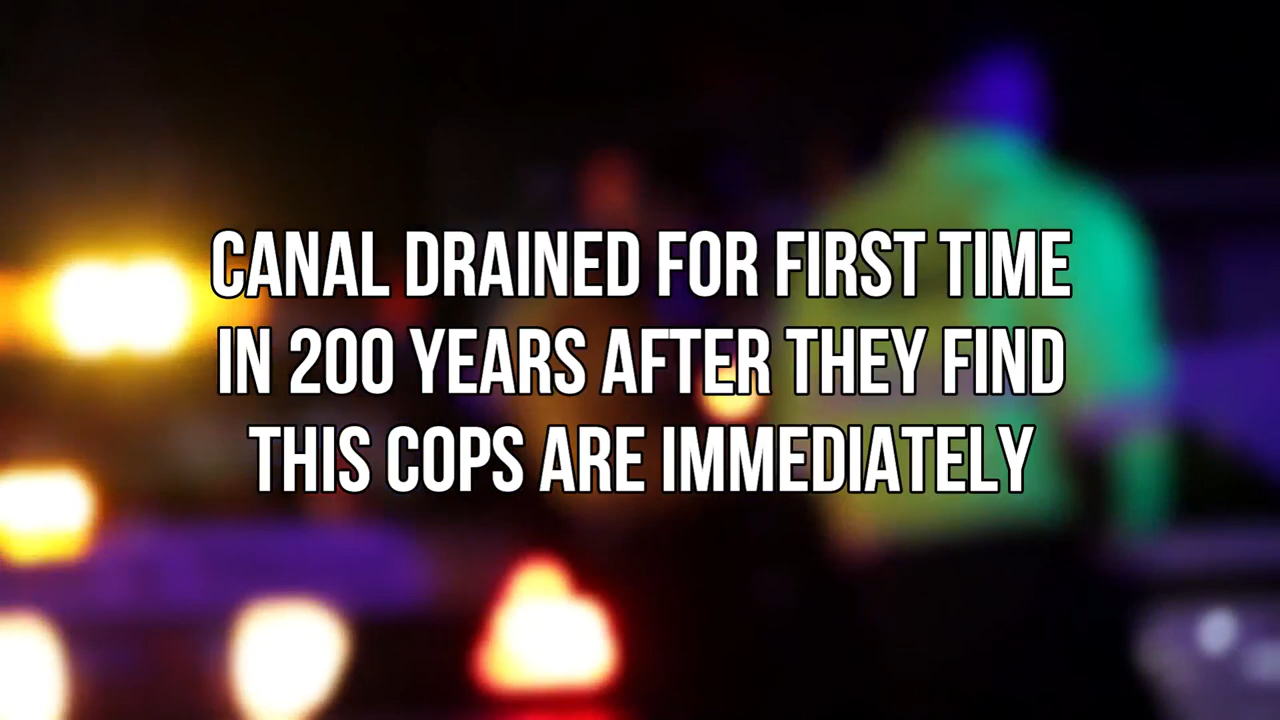 CANAL DRAINED FOR FIRST TIME
IN 200 YEARS AFTER THEY FIND
THIS COPS ARE IMMEDIATELY